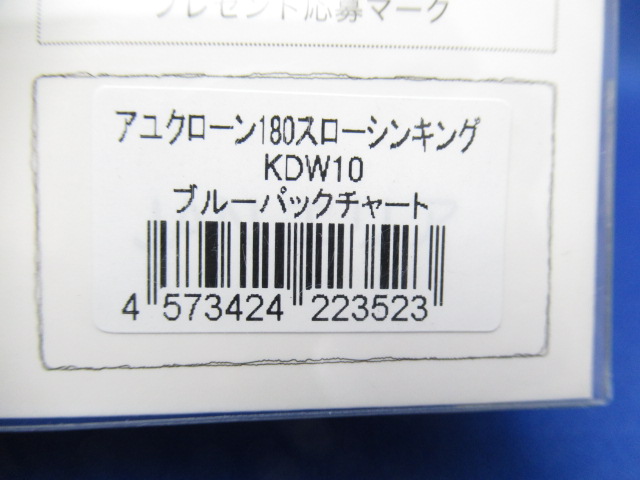 プレゼント応募マーク
アユクローン180スローシンキング
KDW10
ブルーパックチャート
4 573424 223523